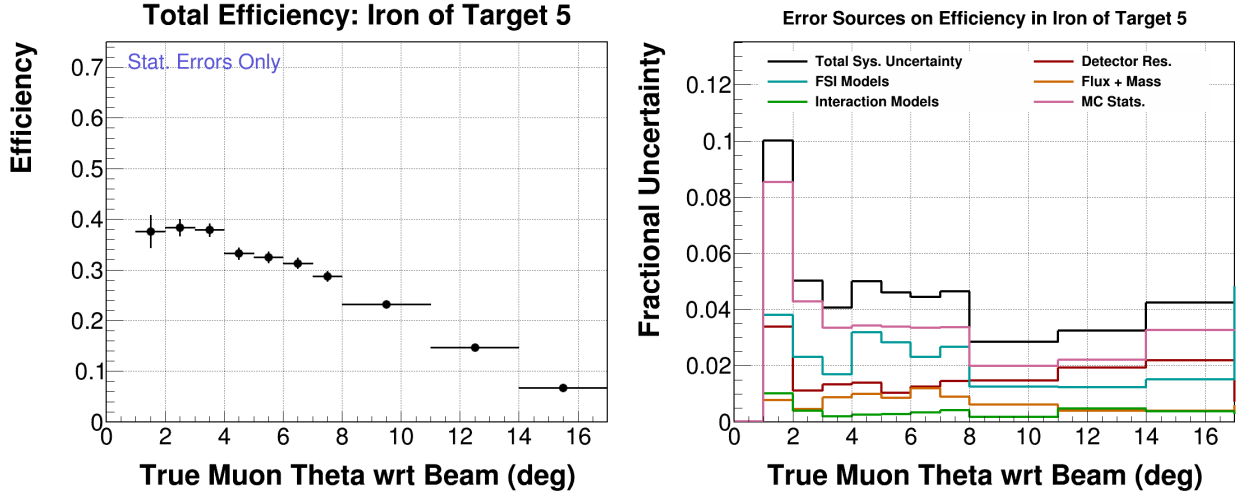 Total Efficiency: Iron of Target 5
Stat. Errors Only
Efficiency
0.7
0.6
0.5
0.4
0.3
0.2
0.1
0
0 2 4 6 8 10 12 14 16
True Muon Theta wrt Beam (deg)
Error Sources on Efficiency in Iron of Target 5
Total Sys. Uncertainty
FSI Models
Interaction Models
Detector Res.
Flux + Mass
MC Stats.
Fractional Uncertainty
0.12
0.1
0.08
0.06
0.04
0.02
0
0 2 4 6 8 10 12 14 16
True Muon Theta wrt Beam (deg)